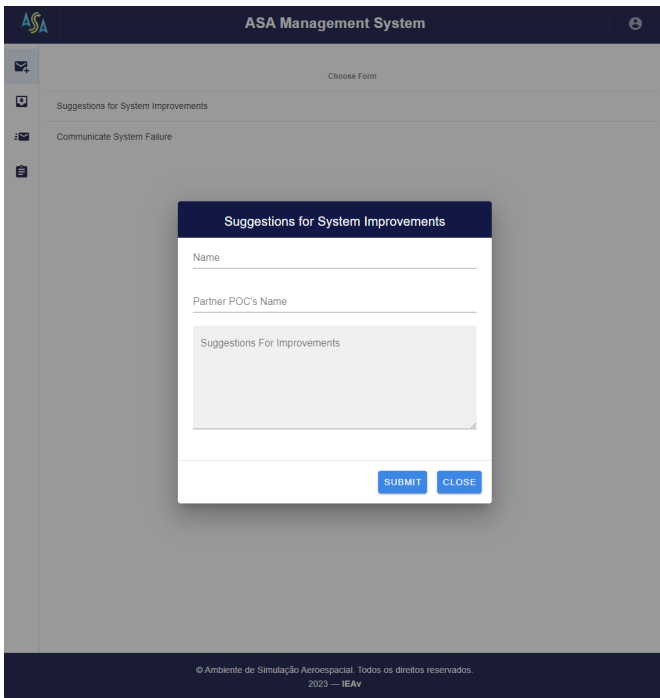 ASA
ASA Management System
Choose Form
Suggestions for System Improvements
Communicate System Failure
Suggestions for System Improvements
Name
Partner POC's Name
Suggestions For Improvements
SUBMIT CLOSE
© Ambiente de Simulação Aeroespacial. Todos os direitos reservados.
2023 — IEAv